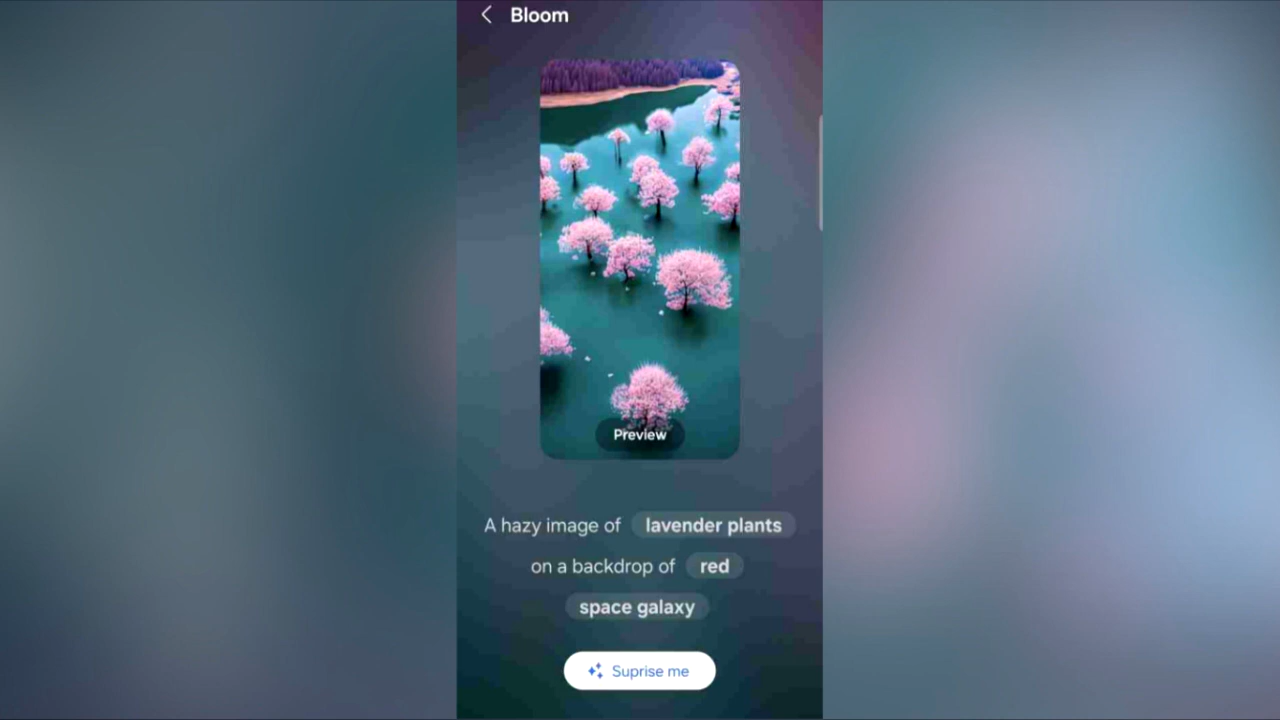 Bloom
Preview
A hazy image of lavender plants
on a backdrop of red
space galaxy
Suprise me